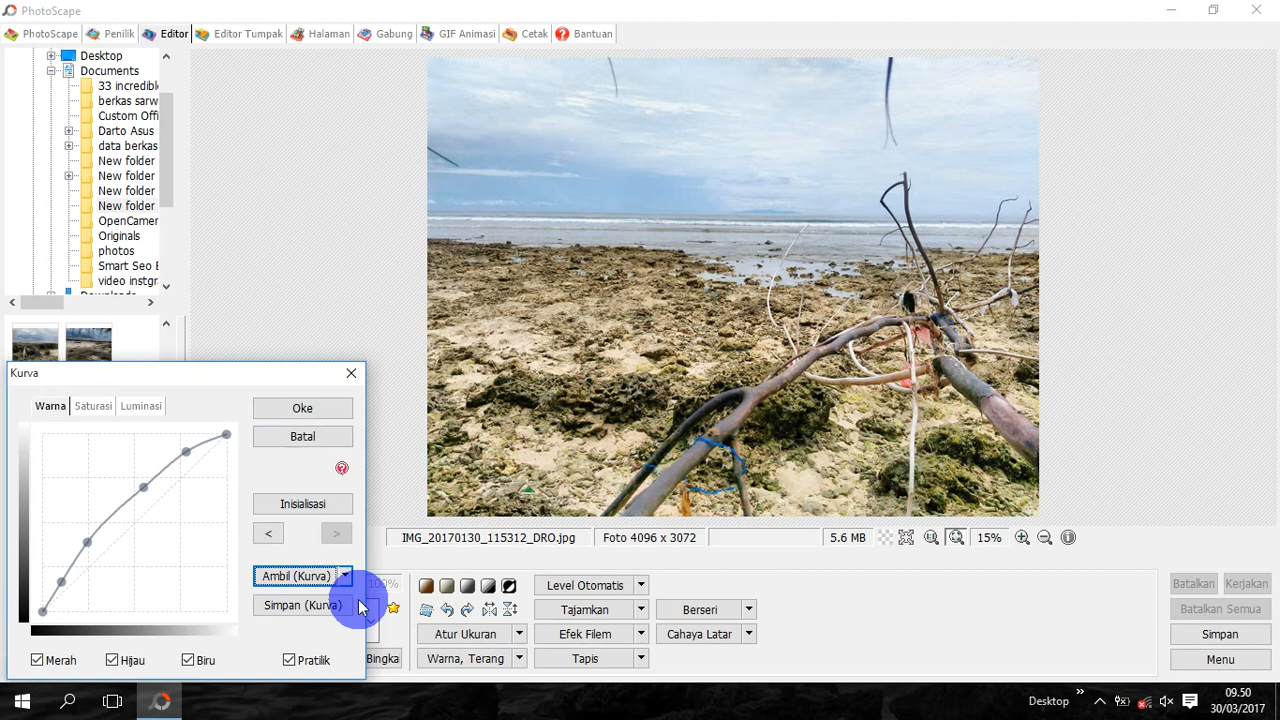 PhotoScape
PhotoScape Penilik Editor Editor Tumpak Halaman Gabung GIF Animasi Cetak Bantuan
Desktop
Documents
33 incredibl
berkas sarw
Custom Offi
Darto Asus
data berkas
New folder
New folder
New folder
New folder
OpenCamer
Originals
photos
Smart Seo E
video instgr
Kurva
Warna Saturasi Luminasi
Oke
Batal
Inisialisasi
< >
Ambil (Kurva)
Simpan (Kurva)
Merah Hijau Biru Pratilik
IMG_20170130_115312_DRO.jpg Foto 4096 x 3072 5.6 MB 15%
100%
Level Otomatis
Tajamkan Berseri
Atur Ukuran Efek Filem Cahaya Latar
Bingka Warna, Terang Tapis
Batalkan Kerjakan
Batalkan Semua
Simpan
Menu
Desktop
09.50
30/03/2017